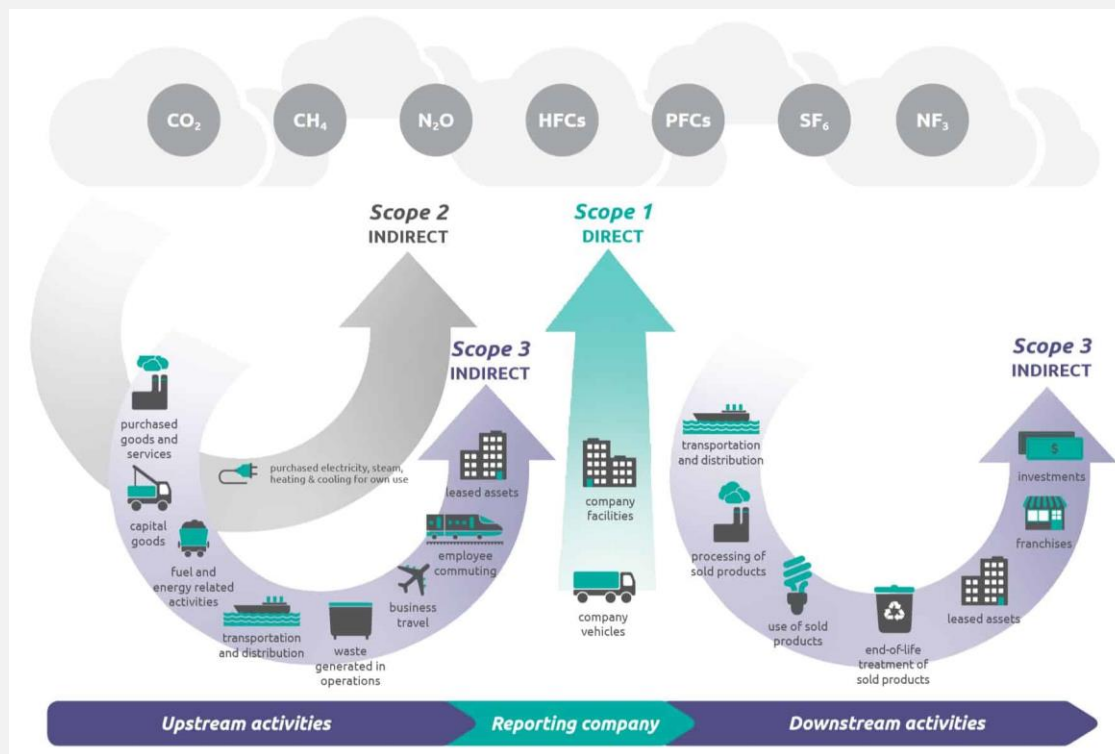 CO₂
CH₄
N₂O
HFCs
PFCs
SF₆
NF₃
Scope 2
INDIRECT
Scope 1
DIRECT
Scope 3
INDIRECT
Scope 3
INDIRECT
purchased
goods and
services
capital
goods
fuel and
energy related
activities
purchased electricity, steam,
heating & cooling for own use
transportation
and distribution
waste
generated in
operations
business
travel
employee
commuting
leased assets
company
facilities
company
vehicles
transportation
and distribution
processing of
sold products
use of sold
products
end-of-life
treatment of
sold products
leased assets
franchises
$
investments
Upstream activities
Reporting company
Downstream activities